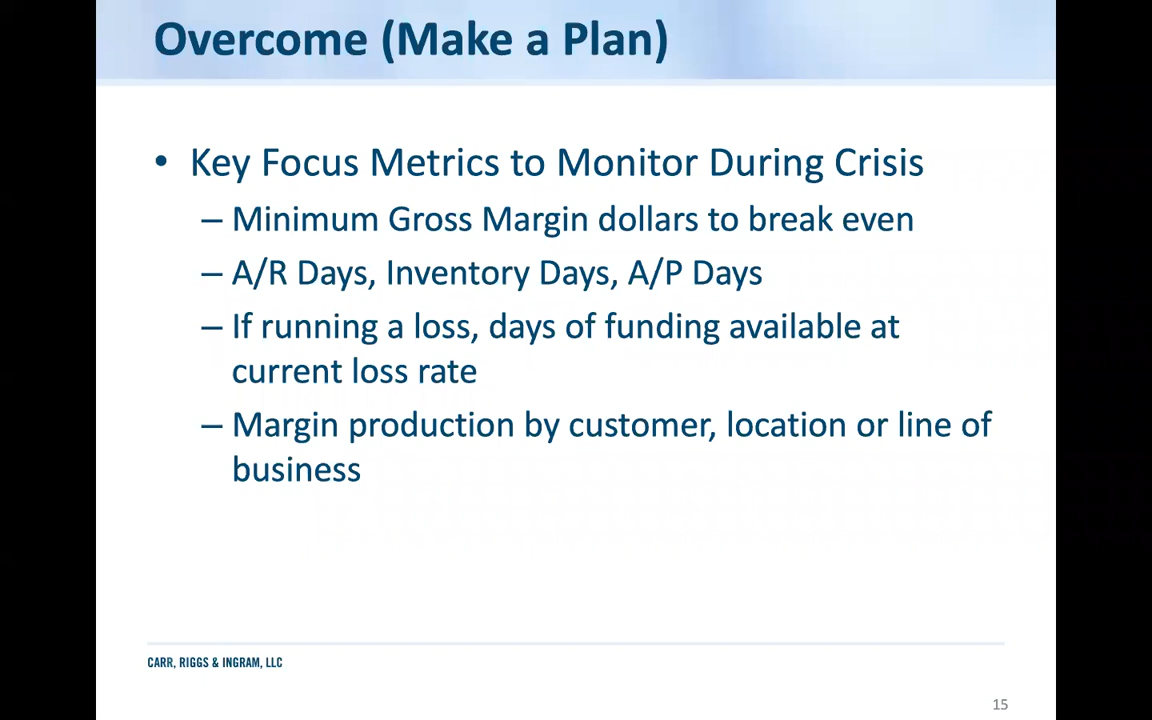 Overcome (Make a Plan)
• Key Focus Metrics to Monitor During Crisis
– Minimum Gross Margin dollars to break even
– A/R Days, Inventory Days, A/P Days
– If running a loss, days of funding available at
current loss rate
– Margin production by customer, location or line of
business
CARR, RIGGS & INGRAM, LLC
15